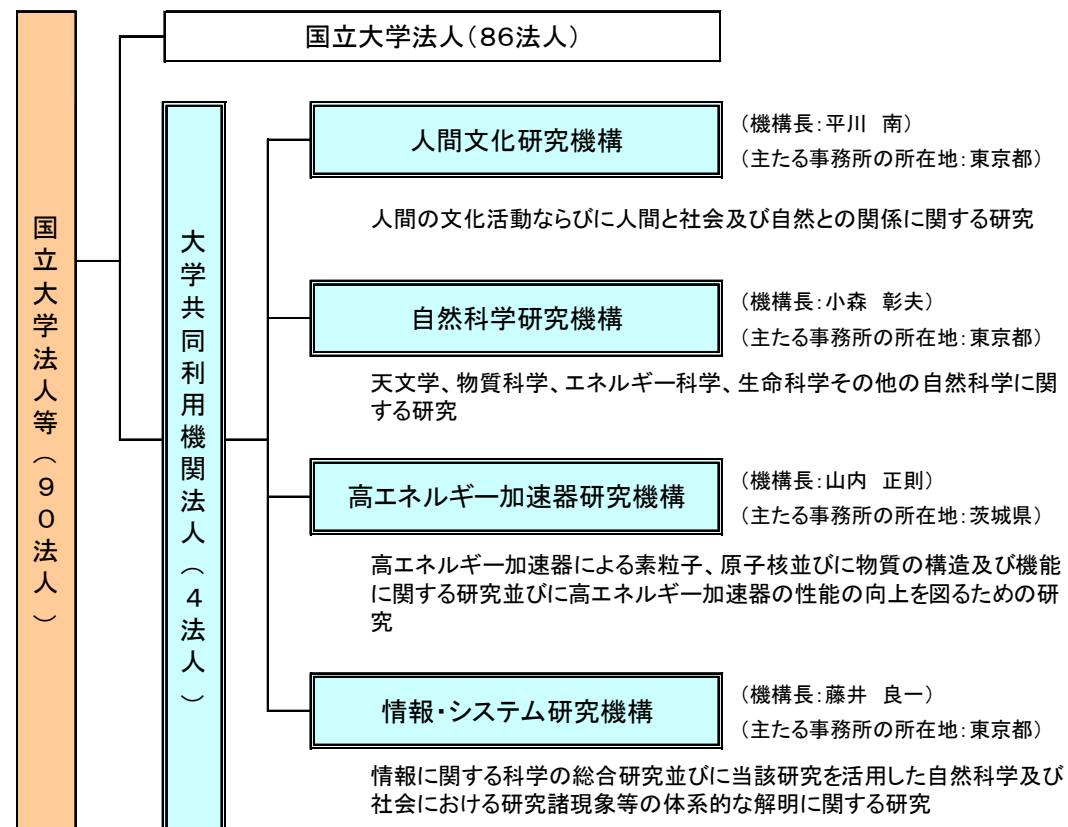 国立大学法人等(90法人)
国立大学法人(86法人)
大学共同利用機関法人(4法人)
人間文化研究機構
(機構長:平川 南)
(主たる事務所の所在地:東京都)
人間の文化活動ならびに人間と社会及び自然との関係に関する研究
自然科学研究機構
(機構長:小森 彰夫)
(主たる事務所の所在地:東京都)
天文学、物質科学、エネルギー科学、生命科学その他の自然科学に関
する研究
高エネルギー加速器研究機構
(機構長:山内 正則)
(主たる事務所の所在地:茨城県)
高エネルギー加速器による素粒子、原子核並びに物質の構造及び機能
に関する研究並びに高エネルギー加速器の性能の向上を図るための研
究
情報・システム研究機構
(機構長:藤井 良一)
(主たる事務所の所在地:東京都)
情報に関する科学の総合研究並びに当該研究を活用した自然科学及び
社会における研究諸現象等の体系的な解明に関する研究